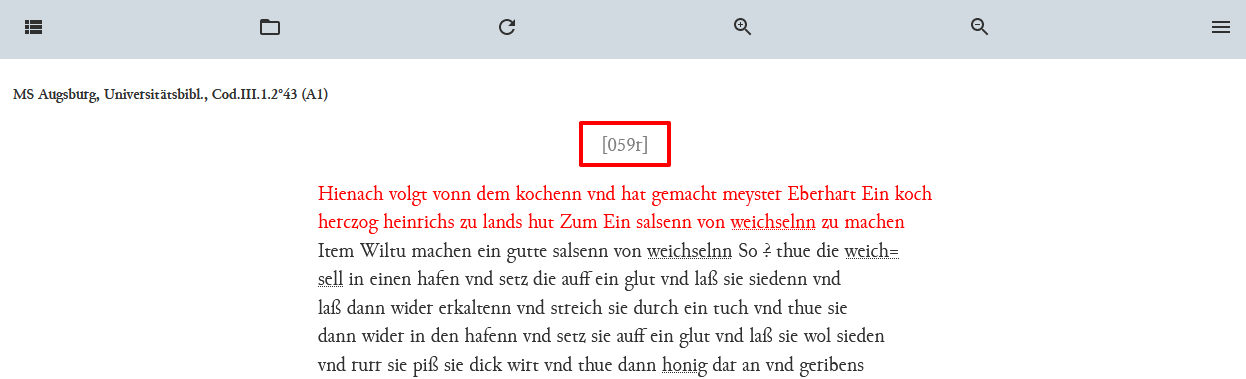 MS Augsburg, Universitätsbibl., Cod.III.1.2°43 (A1)
[059r]
Hienach volgt vonn dem kochenn vnd hat gemacht meyster Eberhart Ein koch
herczog heinrichs zu lands hut Zum Ein salsenn von weichselnn zu machen
Item Wiltu machen ein gutte salsenn von weichselnn So ? thue die weich=
sell in einen hafen vnd setz die auff ein glut vnd laß sie siedenn vnd
laß dann wider erkaltenn vnd streich sie durch ein tuch vnd thue sie
dann wider in den hafenn vnd setz sie auff ein glut vnd laß sie wol sieden
vnd rurr sie piß sie dick wirt vnd thue dann honig dar an vnd geribens